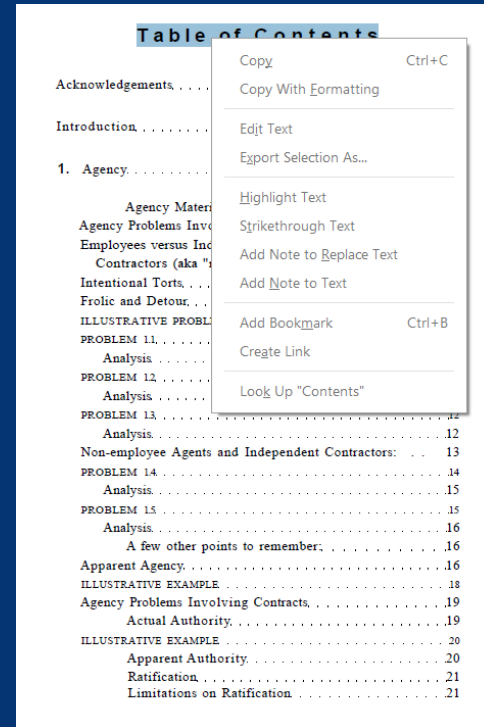 Table of Contents
Acknowledgements. . . . .
Introduction. . . . . . . .
1. Agency. . . . . . . . . .
Agency Materi
Agency Problems Invo
Employees versus Ind
Contractors (aka "
Intentional Torts. . . .
Frolic and Detour. . .
ILLUSTRATIVE PROBL
PROBLEM 1.1. . . . . . .
Analysis. . . . . . .
PROBLEM 1.2. . . . . . .
Analysis. . . . . . .
PROBLEM 1.3. . . . . . . . . . . . . . . . . . . . . . . . . . . . 12
Analysis. . . . . . . . . . . . . . . . . . . . . . . . . . . . 12
Non-employee Agents and Independent Contractors: . . 13
PROBLEM 1.4. . . . . . . . . . . . . . . . . . . . . . . . . . . . 14
Analysis. . . . . . . . . . . . . . . . . . . . . . . . . . . . 15
PROBLEM 1.5. . . . . . . . . . . . . . . . . . . . . . . . . . . . 15
Analysis. . . . . . . . . . . . . . . . . . . . . . . . . . . . 16
A few other points to remember:. . . . . . . . . . . . 16
Apparent Agency. . . . . . . . . . . . . . . . . . . . . . . . . 16
ILLUSTRATIVE EXAMPLE. . . . . . . . . . . . . . . . . . . . . . 18
Agency Problems Involving Contracts. . . . . . . . . . . . . 19
Actual Authority. . . . . . . . . . . . . . . . . . . . . 19
ILLUSTRATIVE EXAMPLE. . . . . . . . . . . . . . . . . . . . . . 20
Apparent Authority. . . . . . . . . . . . . . . . . . . 20
Ratification. . . . . . . . . . . . . . . . . . . . . . . . 21
Limitations on Ratification. . . . . . . . . . . . . . 21
Copy Ctrl+C
Copy With Formatting
Edit Text
Export Selection As...
Highlight Text
Strikethrough Text
Add Note to Replace Text
Add Note to Text
Add Bookmark Ctrl+B
Create Link
Look Up "Contents"